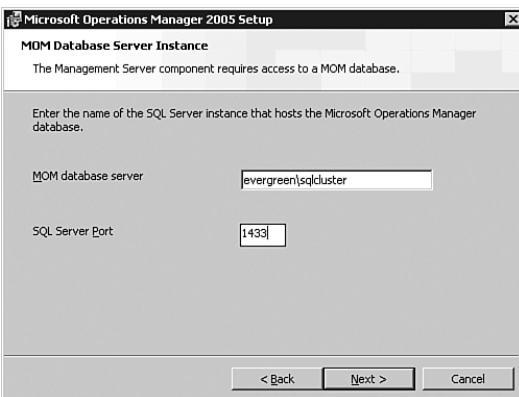 Microsoft Operations Manager 2005 Setup
MOM Database Server Instance
The Management Server component requires access to a MOM database.
Enter the name of the SQL Server instance that hosts the Microsoft Operations Manager
database.
MOM database server
evergreen\sqlcluster
SQL Server Port
1433
< Back
Next >
Cancel